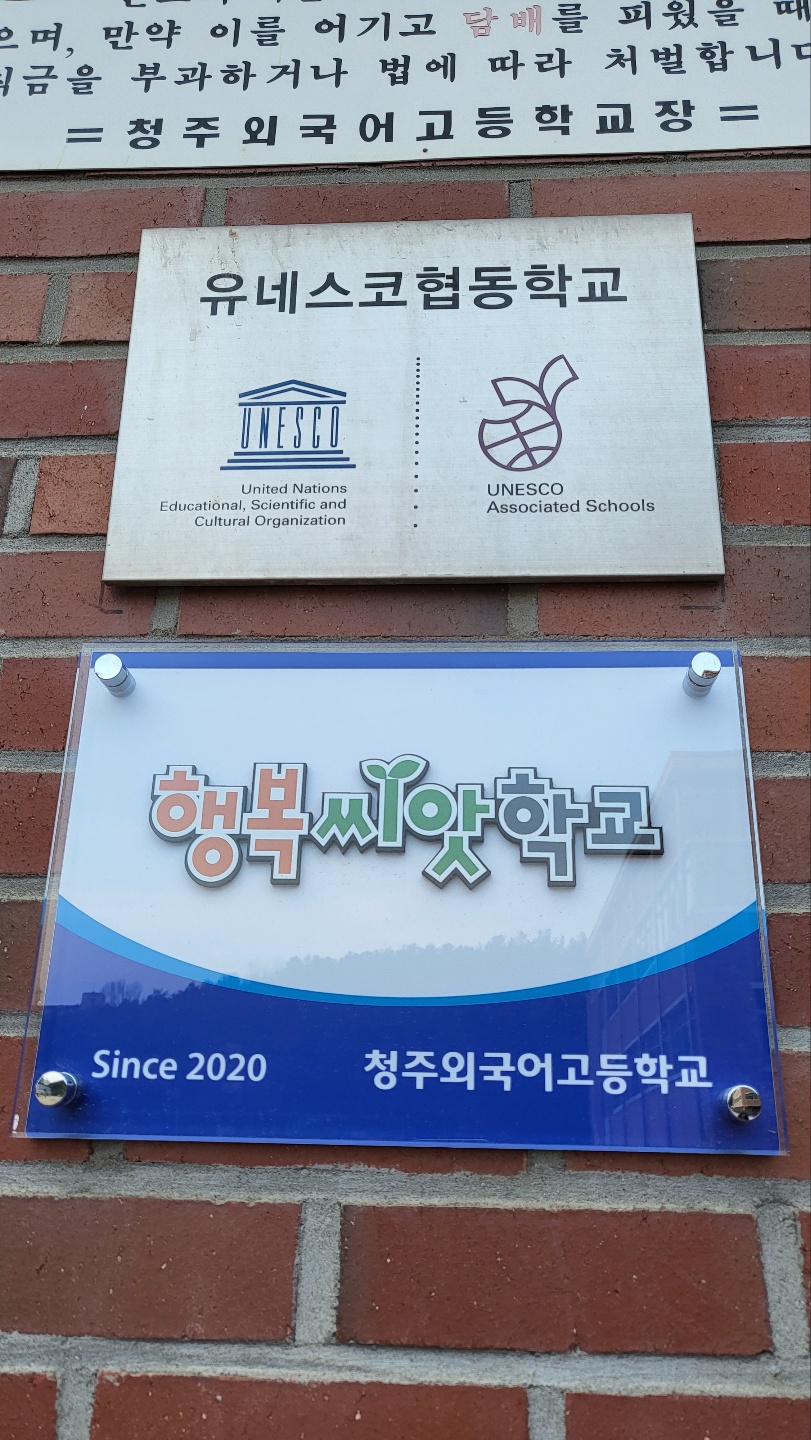 으며, 만약 이를 어기고 담배를 피웠을 때
부과하거나 법에 따라 처벌합니다
= 청주외국어고등학교장 =
유네스코협동학교
UNESCO
United Nations
Educational, Scientific and
Cultural Organization
UNESCO
Associated Schools
행복씨앗학교
Since 2020 청주외국어고등학교